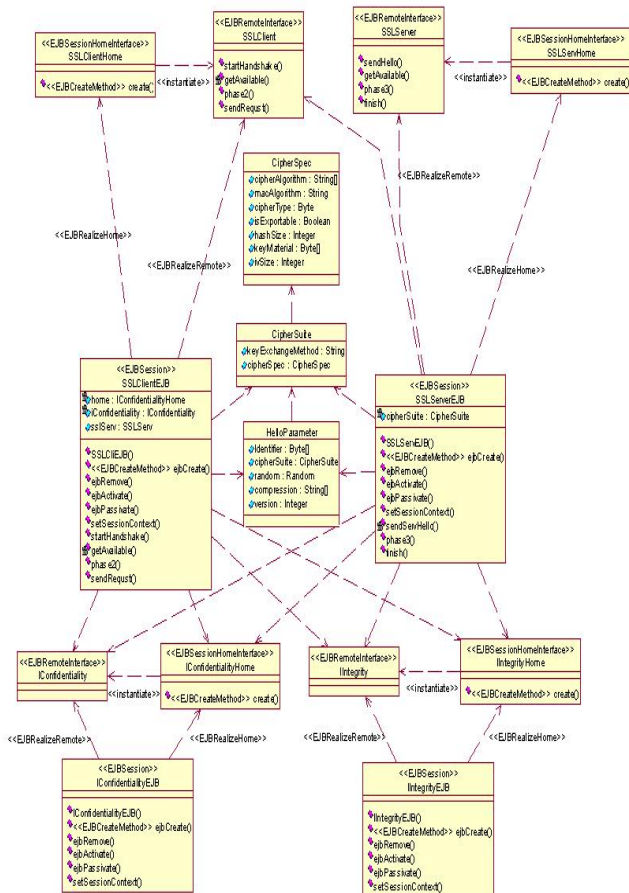 <<EJBSessionHomeInterface>>
SSLClientHome
<<EJBCreateMethod>> create()
<<instantiate>>
<<EJBRemoteInterface>>
SSLClient
startHandshake()
getAvailable()
phase2()
sendRequst()
<<EJBRemoteInterface>>
SSLServer
sendHello()
getAvailable()
phase3()
finish()
<<instantiate>>
<<EJBSessionHomeInterface>>
SSLServHome
<<EJBCreateMethod>> create()
CipherSpec
cipherAlgorithm : String[]
macAlgorithm : String
cipherType : Byte
isExportable : Boolean
hashSize : Integer
keyMaterial : Byte[]
ivSize : Integer
<<EJBRealizeHome>>
<<EJBRealizeRemote>>
<<EJBRealizeRemote>>
<<EJBRealizeHome>>
CipherSuite
keyExchangeMethod : String
cipherSpec : CipherSpec
<<EJBSession>>
SSLClientEJB
home : IConfidentialityHome
iConfidentiality : IConfidentiality
sslServ : SSLServ
SSLCliEJB()
<<EJBCreateMethod>> ejbCreate()
ejbRemove()
ejbActivate()
ejbPassivate()
setSessionContext()
startHandshake()
getAvailable()
phase2()
sendRequst()
HelloParameter
Identifier : Byte[]
cipherSuite : CipherSuite
random : Random
compression : String[]
version : Integer
<<EJBSession>>
SSLServerEJB
cipherSuite : CipherSuite
SSLServEJB()
<<EJBCreateMethod>> ejbCreate()
ejbRemove()
ejbActivate()
ejbPassivate()
setSessionContext()
sendServHello()
phase3()
finish()
<<EJBRemoteInterface>>
IConfidentiality
<<instantiate>>
<<EJBSessionHomeInterface>>
IConfidentialityHome
<<EJBCreateMethod>> create()
<<EJBRemoteInterface>>
IIntegrity
<<instantiate>>
<<EJBSessionHomeInterface>>
IIntegrityHome
<<EJBCreateMethod>> create()
<<EJBRealizeRemote>>
<<EJBRealizeHome>>
<<EJBRealizeRemote>>
<<EJBRealizeHome>>
<<EJBSession>>
IConfidentialityEJB
IConfidentialityEJB()
<<EJBCreateMethod>> ejbCreate()
ejbRemove()
ejbActivate()
ejbPassivate()
setSessionContext()
<<EJBSession>>
IIntegrityEJB
IIntegrityEJB()
<<EJBCreateMethod>> ejbCreate()
ejbRemove()
ejbActivate()
ejbPassivate()
setSessionContext()